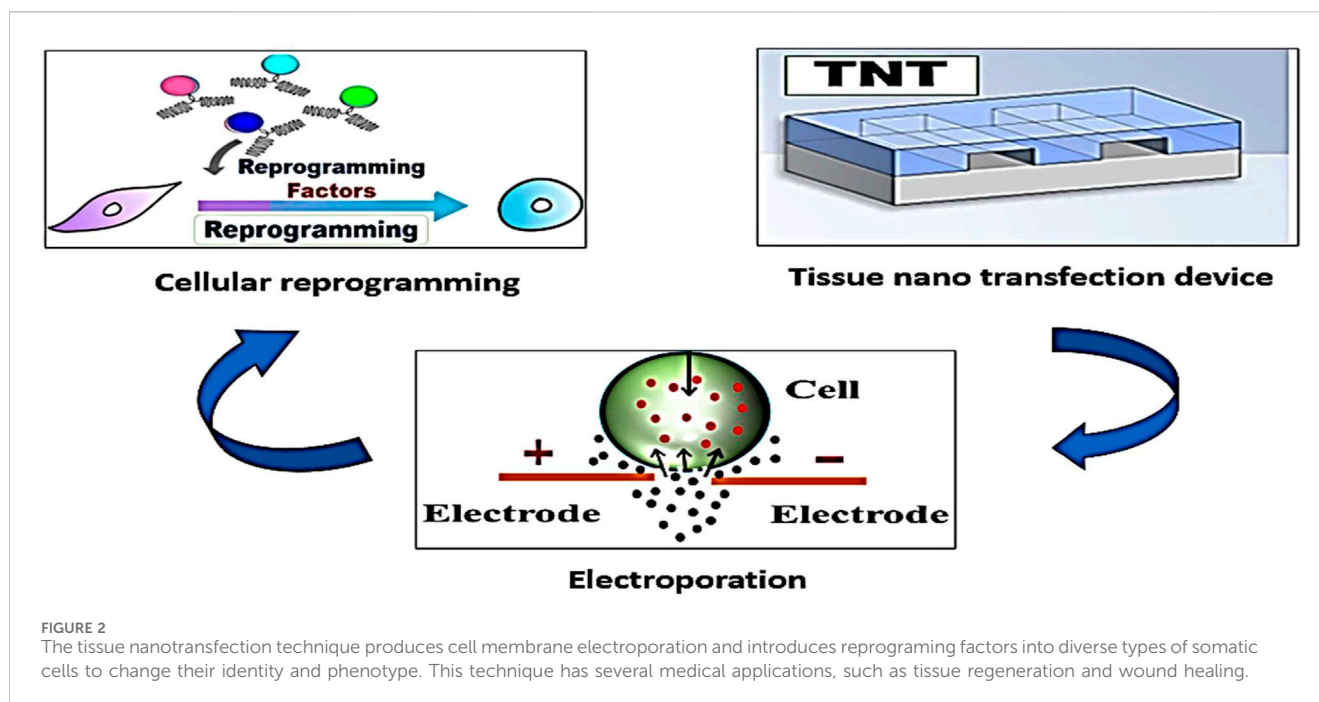 TNT
Reprogramming
Factors
Reprogramming
Cellular reprogramming
Tissue nano transfection device
Cell
+
−
Electrode
Electrode
Electroporation
FIGURE 2
The tissue nanotransfection technique produces cell membrane electroporation and introduces reprograming factors into diverse types of somatic
cells to change their identity and phenotype. This technique has several medical applications, such as tissue regeneration and wound healing.